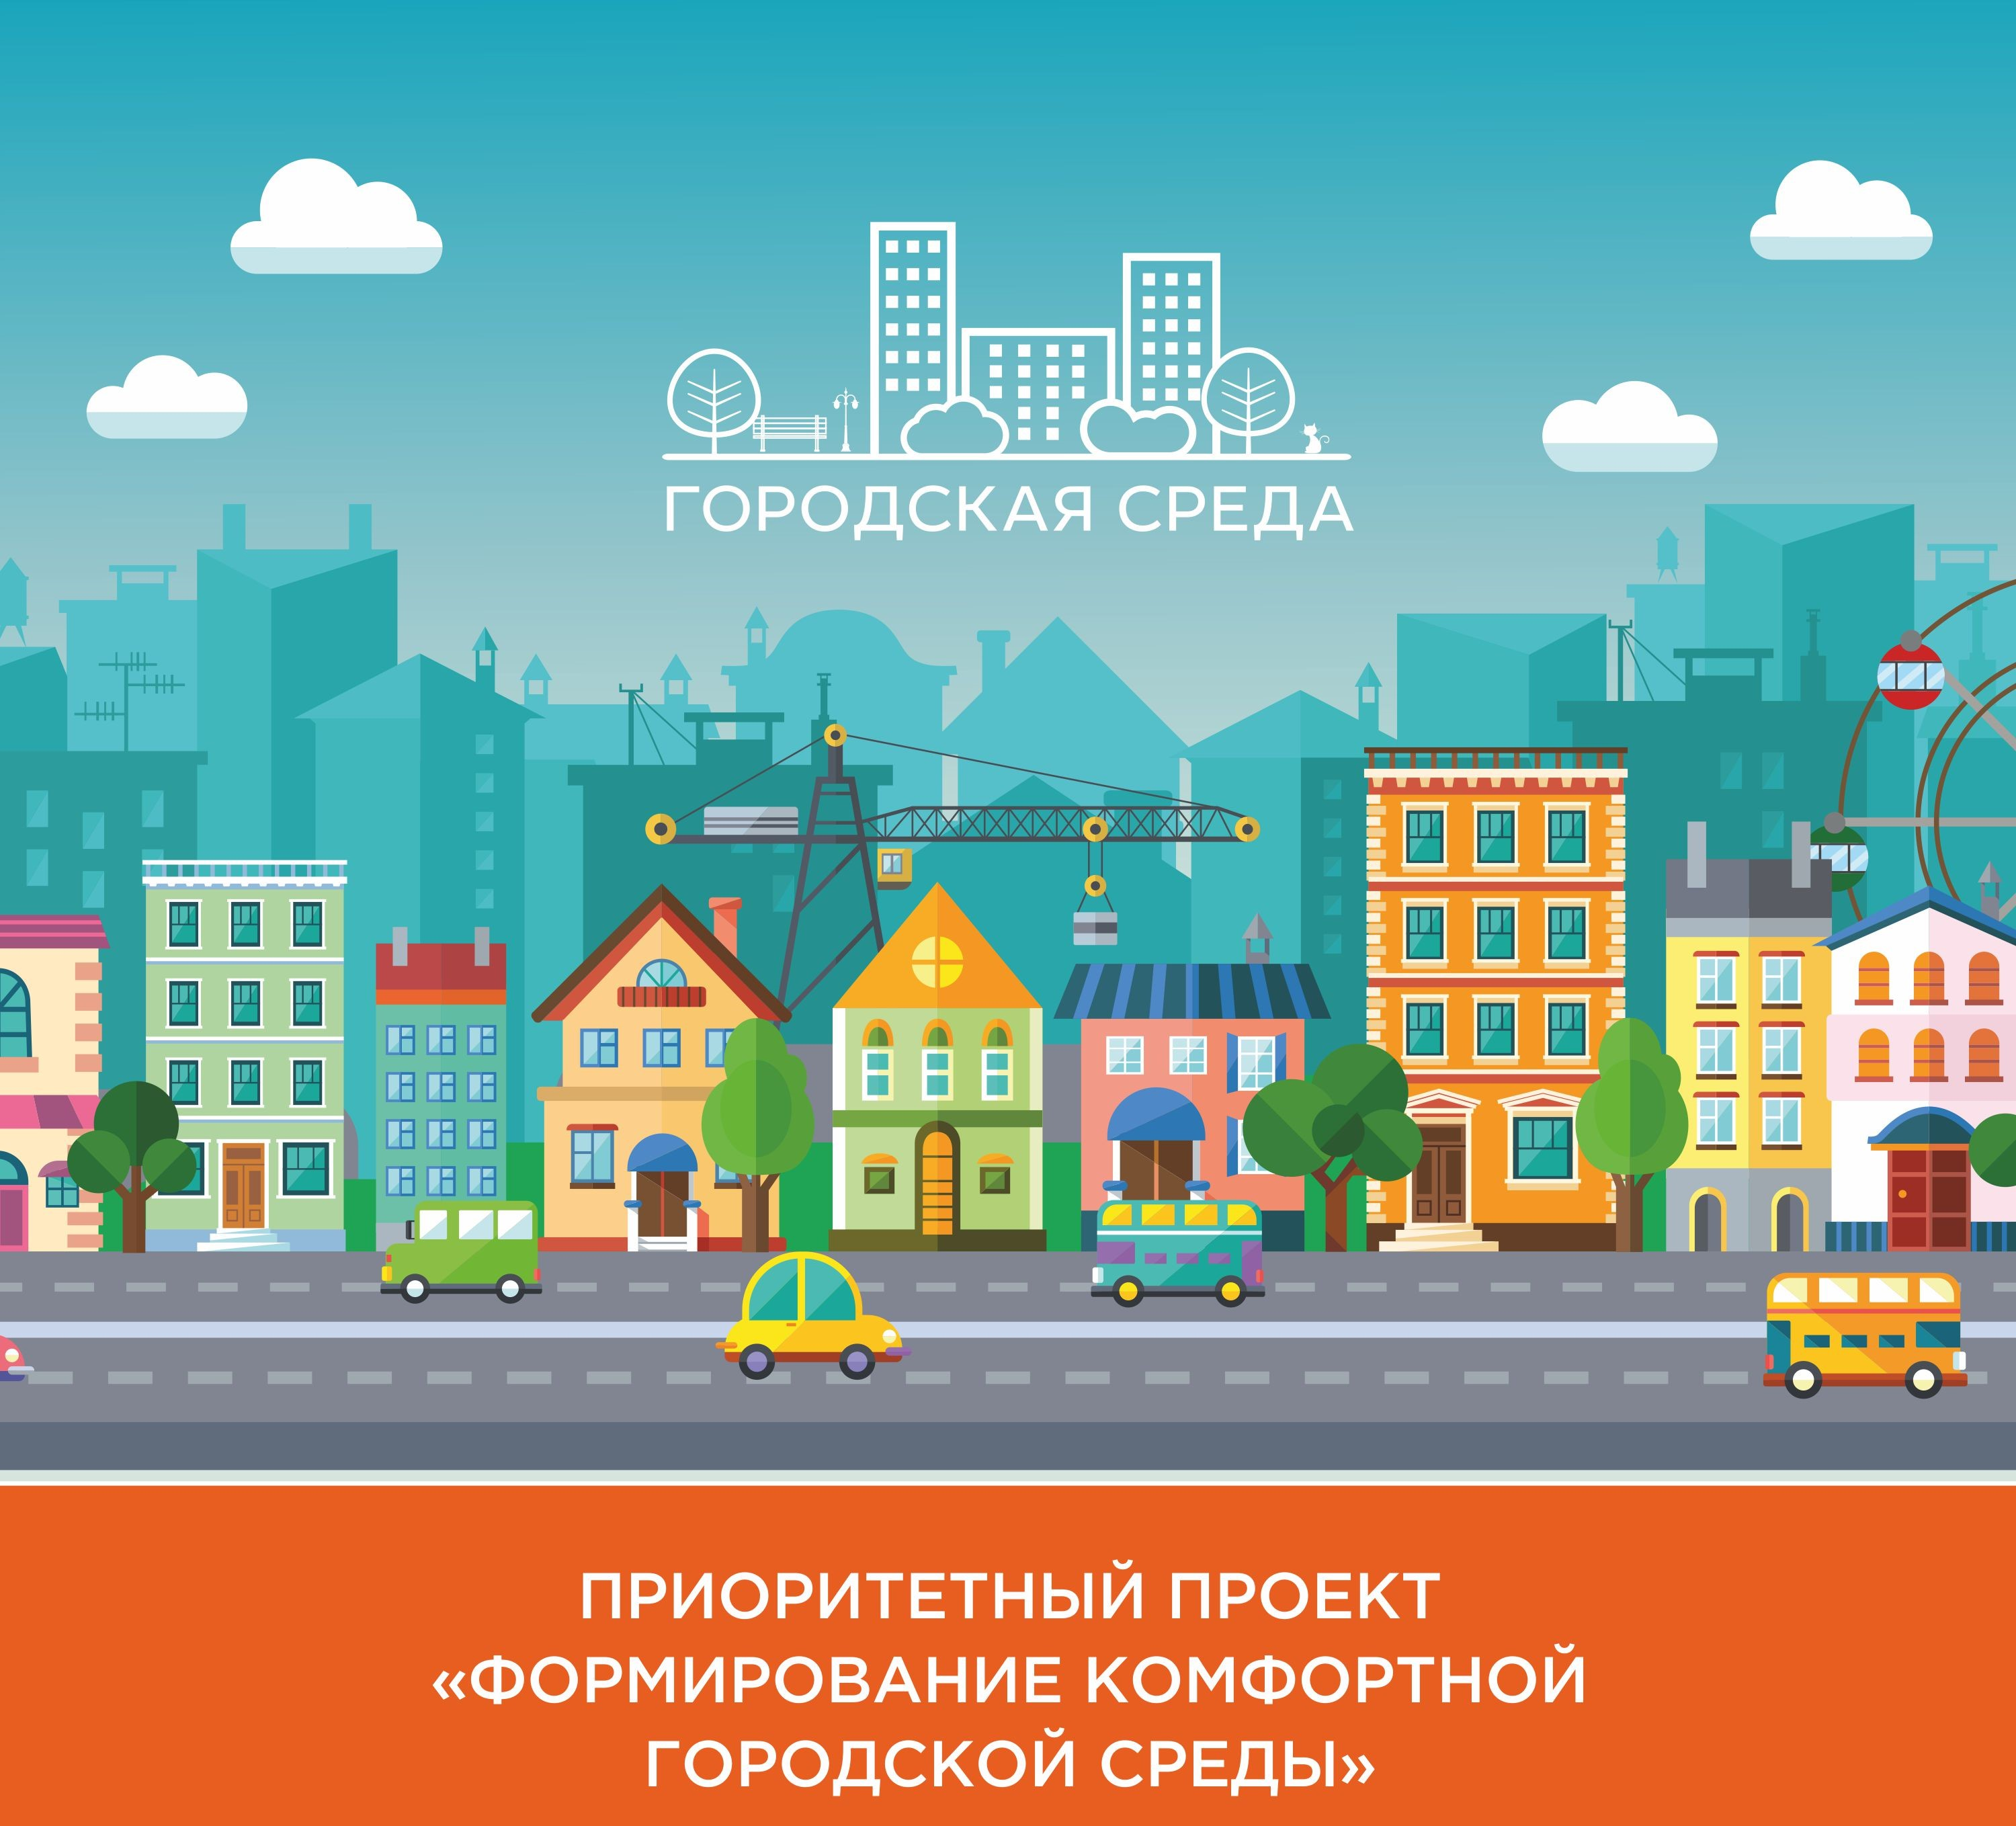 ГОРОДСКАЯ СРЕДА
ПРИОРИТЕТНЫЙ ПРОЕКТ
«ФОРМИРОВАНИЕ КОМФОРТНОЙ
ГОРОДСКОЙ СРЕДЫ»